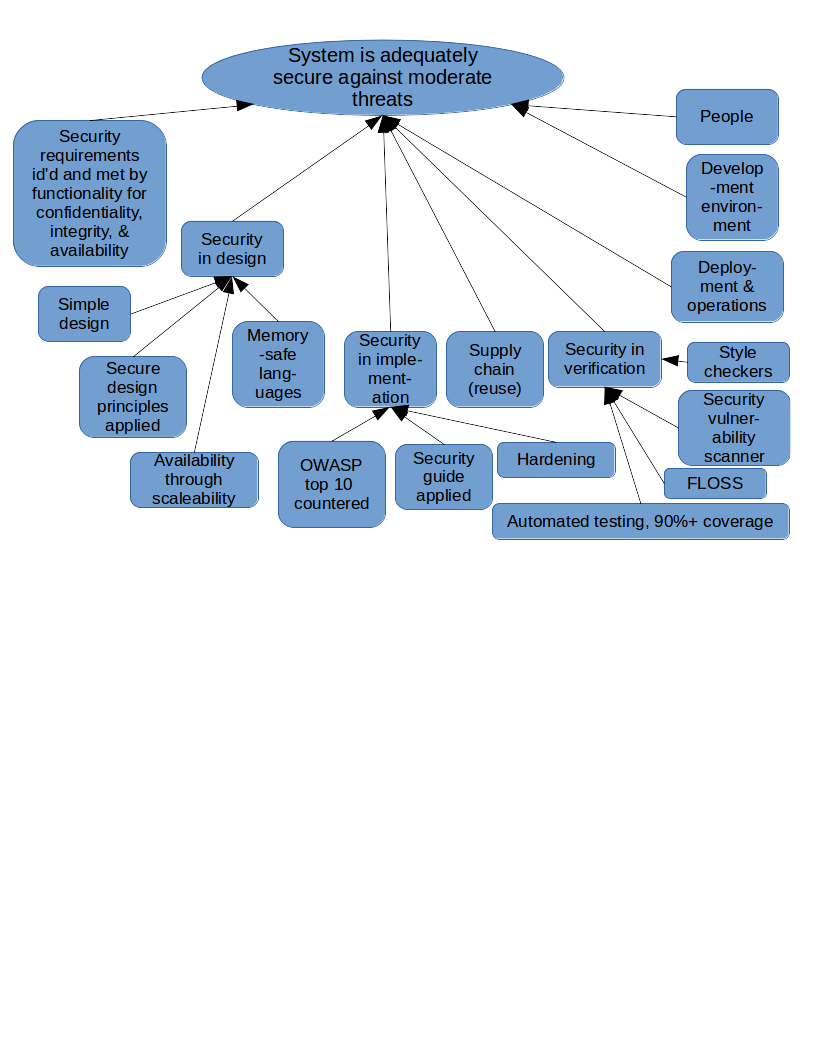 System is adequately
secure against moderate
threats
People
Security
requirements
id'd and met by
functionality for
confidentiality,
integrity, &
availability
Develop
-ment
environ-
ment
Security
in design
Deploy-
ment &
operations
Simple
design
Memory
-safe
lang-
uages
Security
in imple-
ment-
ation
Supply
chain
(reuse)
Security in
verification
Style
checkers
Secure
design
principles
applied
Security
vulner-
ability
scanner
Availability
through
scaleability
OWASP
top 10
countered
Security
guide
applied
Hardening
FLOSS
Automated testing, 90%+ coverage